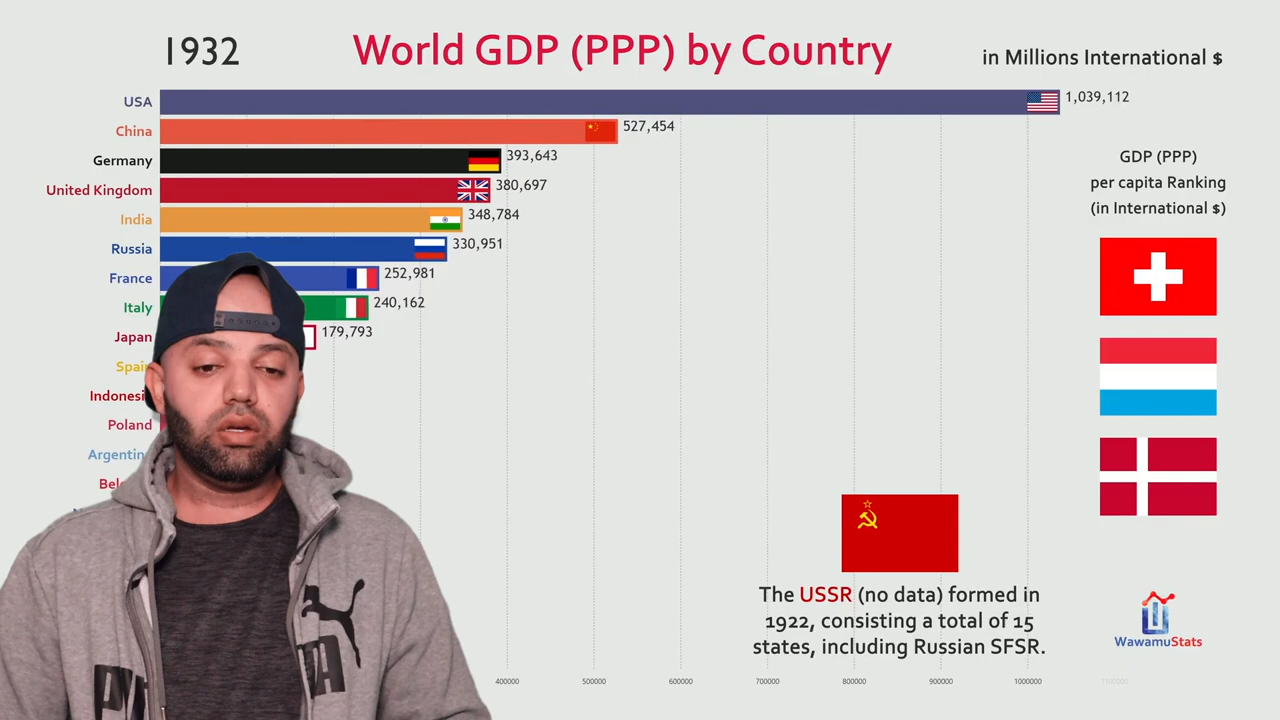 1932
World GDP (PPP) by Country
in Millions International $
USA 1,039,112
China 527,454
Germany 393,643
United Kingdom 380,697
India 348,784
Russia 330,951
France 252,981
Italy 240,162
Japan 179,793
Poland
GDP (PPP)
per capita Ranking
(in International $)
The USSR (no data) formed in
1922, consisting a total of 15
states, including Russian SFSR.
WawamuStats
400000 500000 600000 700000 800000 900000 1000000 1100000